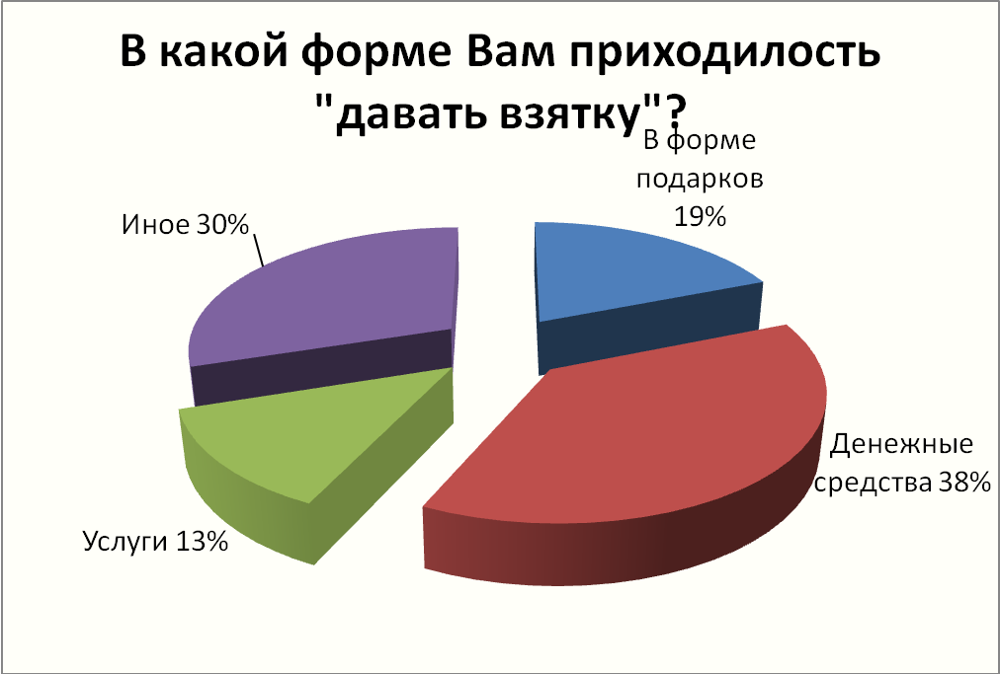 В какой форме Вам приходилость
"давать взятку"?
В форме
подарков
19%
Иное 30%
Денежные
средства 38%
Услуги 13%